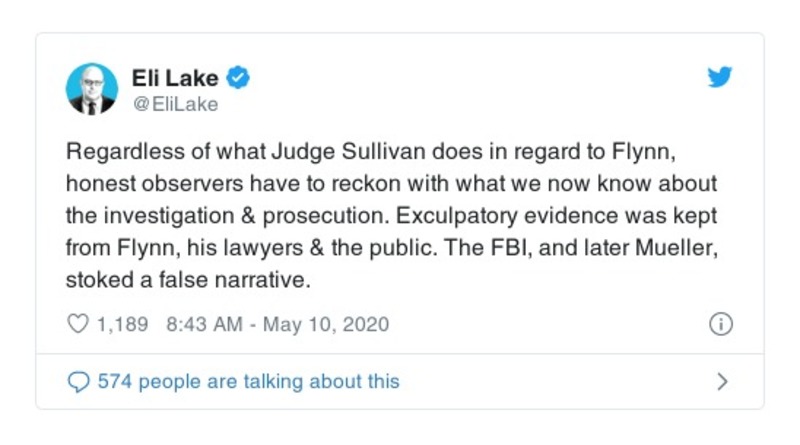 Eli Lake
@EliLake
Regardless of what Judge Sullivan does in regard to Flynn,
honest observers have to reckon with what we now know about
the investigation & prosecution. Exculpatory evidence was kept
from Flynn, his lawyers & the public. The FBI, and later Mueller,
stoked a false narrative.
1,189 8:43 AM - May 10, 2020
574 people are talking about this